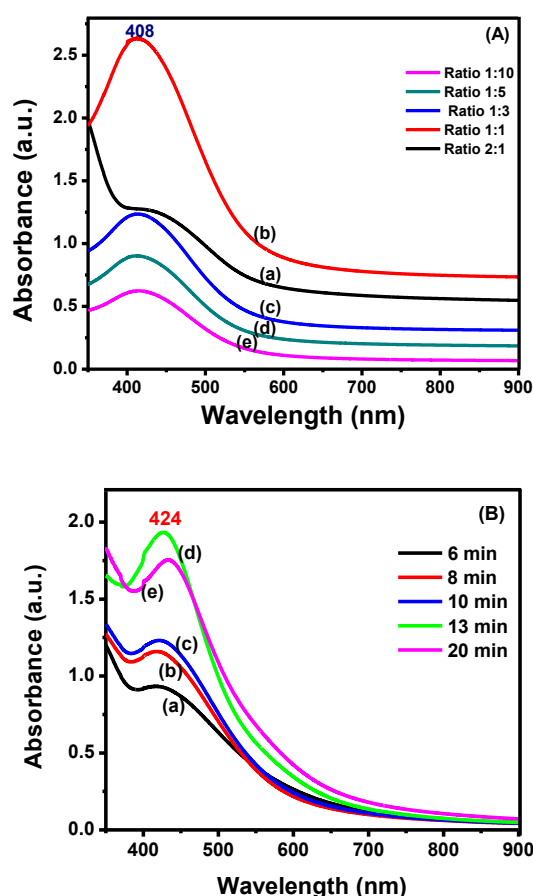 408
(A)
Ratio 1:10
Ratio 1:5
Ratio 1:3
Ratio 1:1
Ratio 2:1
2.5
2.0
1.5
1.0
0.5
0.0
(b)
(a)
(c)
(d)
(e)
400 500 600 700 800 900
Absorbance (a.u.)
Wavelength (nm)
424
(B)
6 min
8 min
10 min
13 min
20 min
2.0
1.5
1.0
0.5
0.0
(d)
(e)
(c)
(b)
(a)
400 500 600 700 800 900
Absorbance (a.u.)
Wavelength (nm)